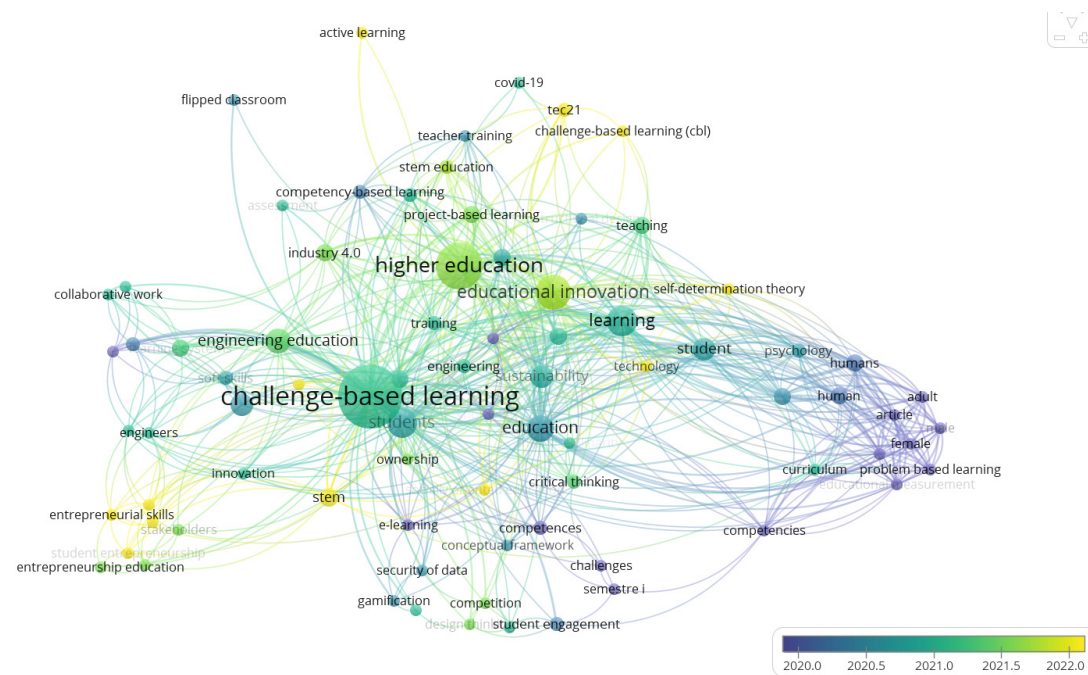 active learning
covid-19
flipped classroom
tec21
challenge-based learning (cbl)
teacher training
stem education
competency-based learning
assessment
project-based learning
teaching
industry 4.0
higher education
educational innovation
self-determination theory
collaborative work
learning
training
engineering education
student
psychology
humans
engineering
technology
sustainability
soft skills
challenge-based learning
human
adult
article
students
education
male
engineers
female
ownership
innovation
curriculum
problem based learning
critical thinking
educational measurement
stem
entrepreneurial skills
stakeholders
e-learning
competences
competencies
conceptual framework
student entrepreneurship
entrepreneurship education
security of data
challenges
semestre i
gamification
competition
student engagement
2020.0 2020.5 2021.0 2021.5 2022.0